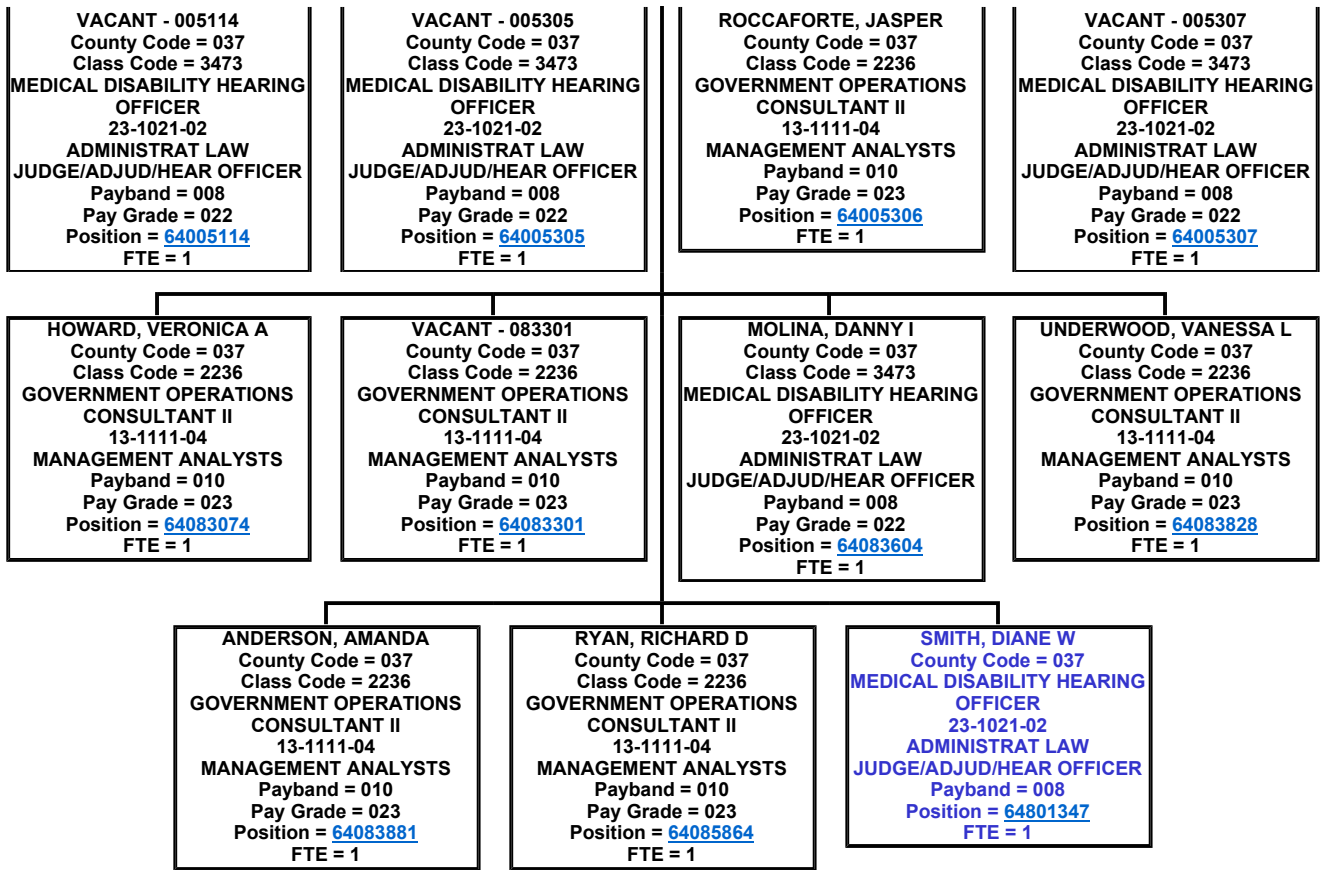 VACANT - 005114
County Code = 037
Class Code = 3473
MEDICAL DISABILITY HEARING
OFFICER
23-1021-02
ADMINISTRAT LAW
JUDGE/ADJUD/HEAR OFFICER
Payband = 008
Pay Grade = 022
Position = 64005114
FTE = 1
VACANT - 005305
County Code = 037
Class Code = 3473
MEDICAL DISABILITY HEARING
OFFICER
23-1021-02
ADMINISTRAT LAW
JUDGE/ADJUD/HEAR OFFICER
Payband = 008
Pay Grade = 022
Position = 64005305
FTE = 1
ROCCAFORTE, JASPER
County Code = 037
Class Code = 2236
GOVERNMENT OPERATIONS
CONSULTANT II
13-1111-04
MANAGEMENT ANALYSTS
Payband = 010
Pay Grade = 023
Position = 64005306
FTE = 1
VACANT - 005307
County Code = 037
Class Code = 3473
MEDICAL DISABILITY HEARING
OFFICER
23-1021-02
ADMINISTRAT LAW
JUDGE/ADJUD/HEAR OFFICER
Payband = 008
Pay Grade = 022
Position = 64005307
FTE = 1
HOWARD, VERONICA A
County Code = 037
Class Code = 2236
GOVERNMENT OPERATIONS
CONSULTANT II
13-1111-04
MANAGEMENT ANALYSTS
Payband = 010
Pay Grade = 023
Position = 64083074
FTE = 1
VACANT - 083301
County Code = 037
Class Code = 2236
GOVERNMENT OPERATIONS
CONSULTANT II
13-1111-04
MANAGEMENT ANALYSTS
Payband = 010
Pay Grade = 023
Position = 64083301
FTE = 1
MOLINA, DANNY I
County Code = 037
Class Code = 3473
MEDICAL DISABILITY HEARING
OFFICER
23-1021-02
ADMINISTRAT LAW
JUDGE/ADJUD/HEAR OFFICER
Payband = 008
Pay Grade = 022
Position = 64083604
FTE = 1
UNDERWOOD, VANESSA L
County Code = 037
Class Code = 2236
GOVERNMENT OPERATIONS
CONSULTANT II
13-1111-04
MANAGEMENT ANALYSTS
Payband = 010
Pay Grade = 023
Position = 64083828
FTE = 1
ANDERSON, AMANDA
County Code = 037
Class Code = 2236
GOVERNMENT OPERATIONS
CONSULTANT II
13-1111-04
MANAGEMENT ANALYSTS
Payband = 010
Pay Grade = 023
Position = 64083881
FTE = 1
RYAN, RICHARD D
County Code = 037
Class Code = 2236
GOVERNMENT OPERATIONS
CONSULTANT II
13-1111-04
MANAGEMENT ANALYSTS
Payband = 010
Pay Grade = 023
Position = 64085864
FTE = 1
SMITH, DIANE W
County Code = 037
MEDICAL DISABILITY HEARING
OFFICER
23-1021-02
ADMINISTRAT LAW
JUDGE/ADJUD/HEAR OFFICER
Payband = 008
Position = 64801347
FTE = 1